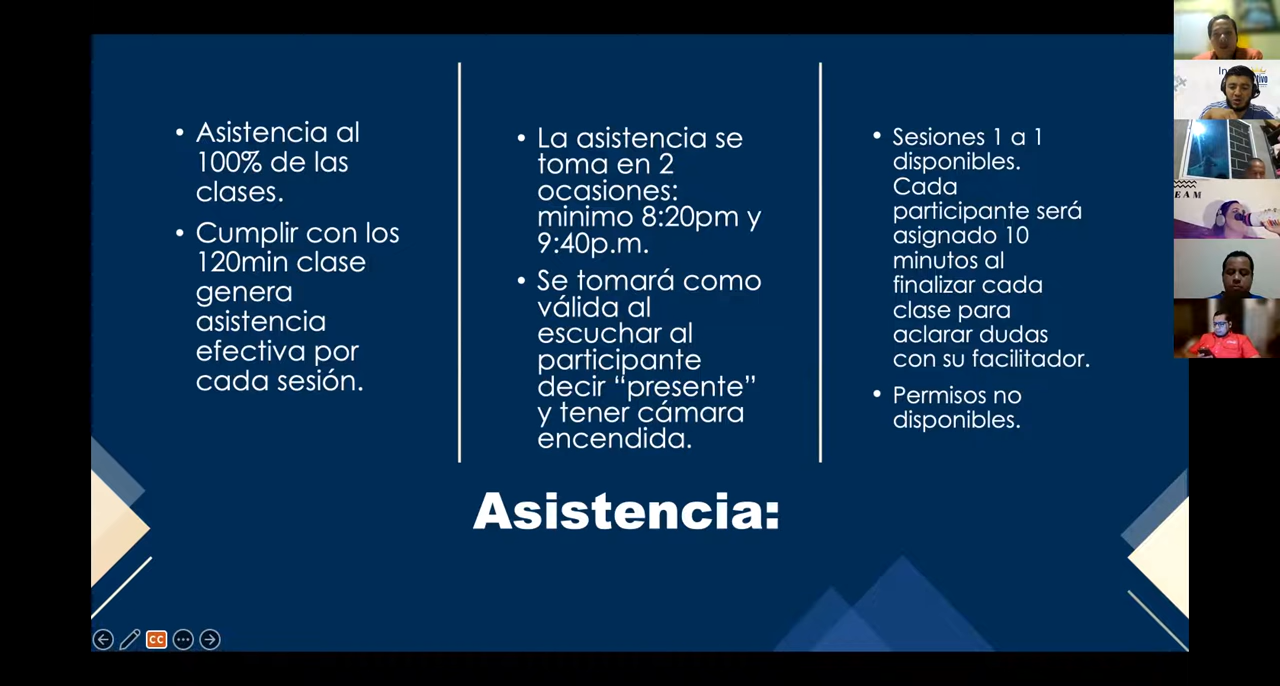 • Asistencia al
100% de las
clases.
• Cumplir con los
120min clase
genera
asistencia
efectiva por
cada sesión.
• La asistencia se
toma en 2
ocasiones:
minimo 8:20pm y
9:40p.m.
• Se tomará como
válida al
escuchar al
participante
decir “presente”
y tener cámara
encendida.
• Sesiones 1 a 1
disponibles.
Cada
participante será
asignado 10
minutos al
finalizar cada
clase para
aclarar dudas
con su facilitador.
• Permisos no
disponibles.
Asistencia:
CC